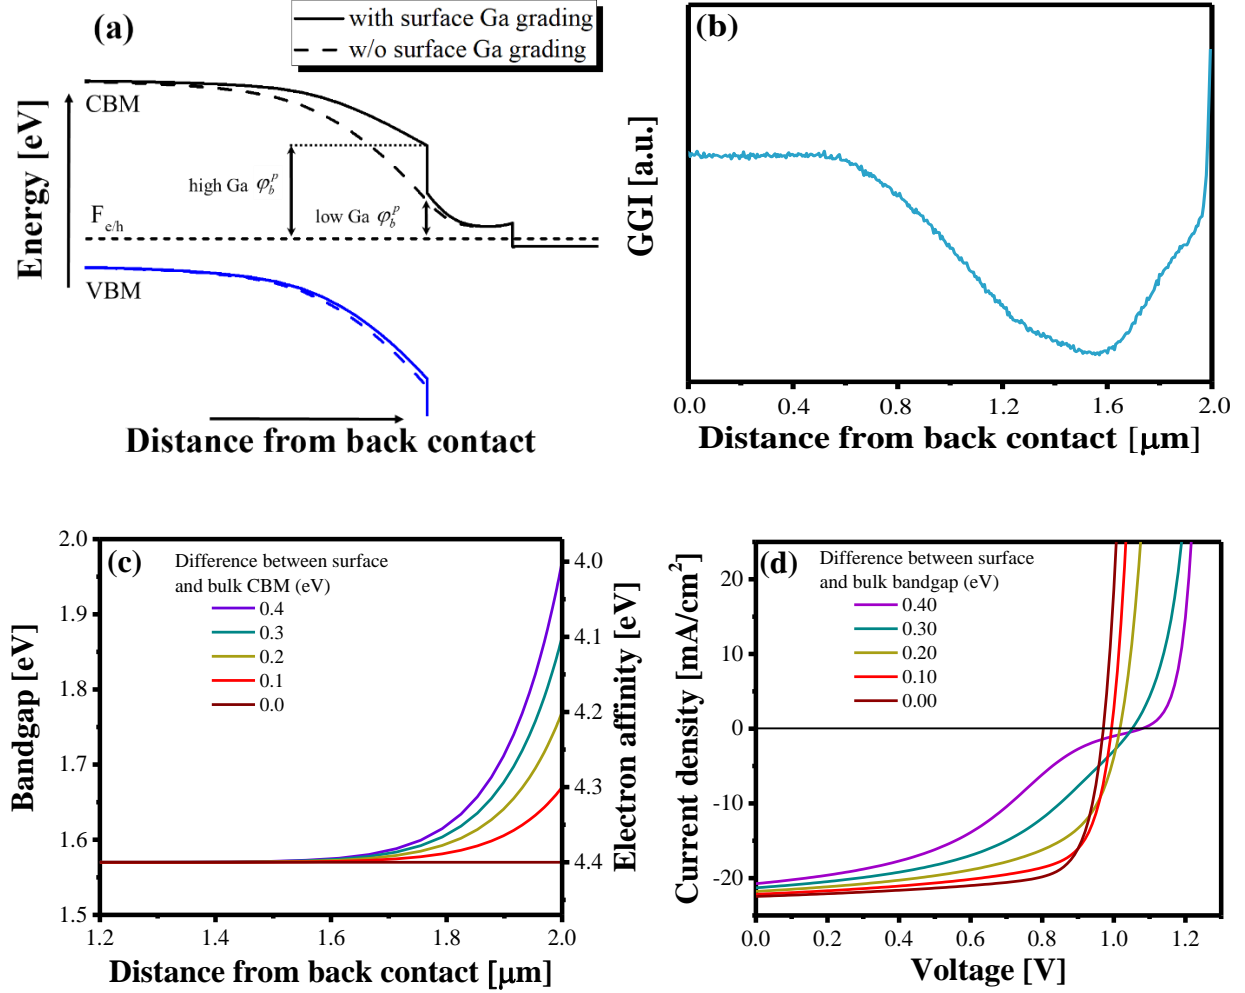 (a)
with surface Ga grading
w/o surface Ga grading
CBM
high Ga φ_b^p
low Ga φ_b^p
F_e/h
VBM
Energy [eV]
Distance from back contact
(b)
GGI [a.u.]
0.0 0.4 0.8 1.2 1.6 2.0
Distance from back contact [μm]
(c)
Difference between surface
and bulk CBM (eV)
0.4
0.3
0.2
0.1
0.0
2.0
1.9
1.8
1.7
1.6
1.5
Bandgap [eV]
4.0
4.1
4.2
4.3
4.4
Electron affinity [eV]
1.2 1.4 1.6 1.8 2.0
Distance from back contact [μm]
(d)
Difference between surface
and bulk bandgap (eV)
0.40
0.30
0.20
0.10
0.00
20
10
0
-10
-20
Current density [mA/cm²]
0.0 0.2 0.4 0.6 0.8 1.0 1.2
Voltage [V]